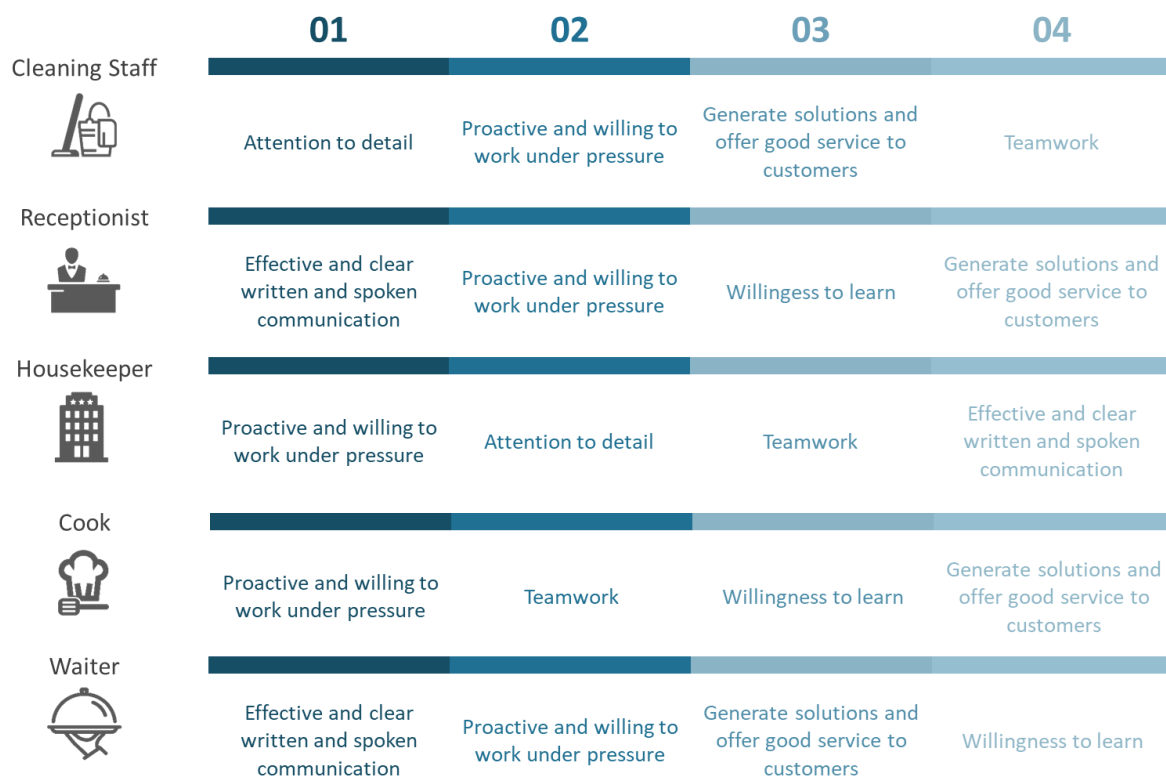 01 02 03 04
Cleaning Staff
Attention to detail
Proactive and willing to
work under pressure
Generate solutions and
offer good service to
customers
Teamwork
Receptionist
Effective and clear
written and spoken
communication
Proactive and willing to
work under pressure
Willingess to learn
Generate solutions and
offer good service to
customers
Housekeeper
Proactive and willing to
work under pressure
Attention to detail
Teamwork
Effective and clear
written and spoken
communication
Cook
Proactive and willing to
work under pressure
Teamwork
Willingness to learn
Generate solutions and
offer good service to
customers
Waiter
Effective and clear
written and spoken
communication
Proactive and willing to
work under pressure
Generate solutions and
offer good service to
customers
Willingness to learn